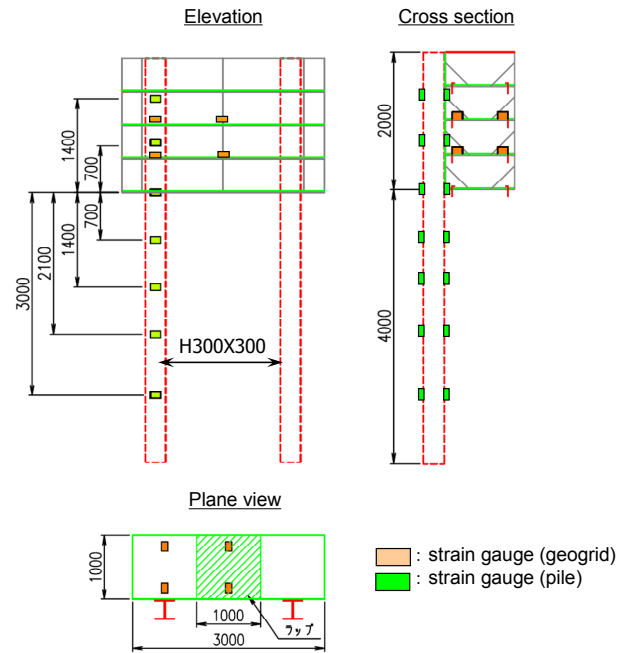 Elevation
Cross section
1400
700
700
1400
2100
3000
H300X300
2000
4000
Plane view
1000
1000
3000
ラップ
: strain gauge (geogrid)
: strain gauge (pile)